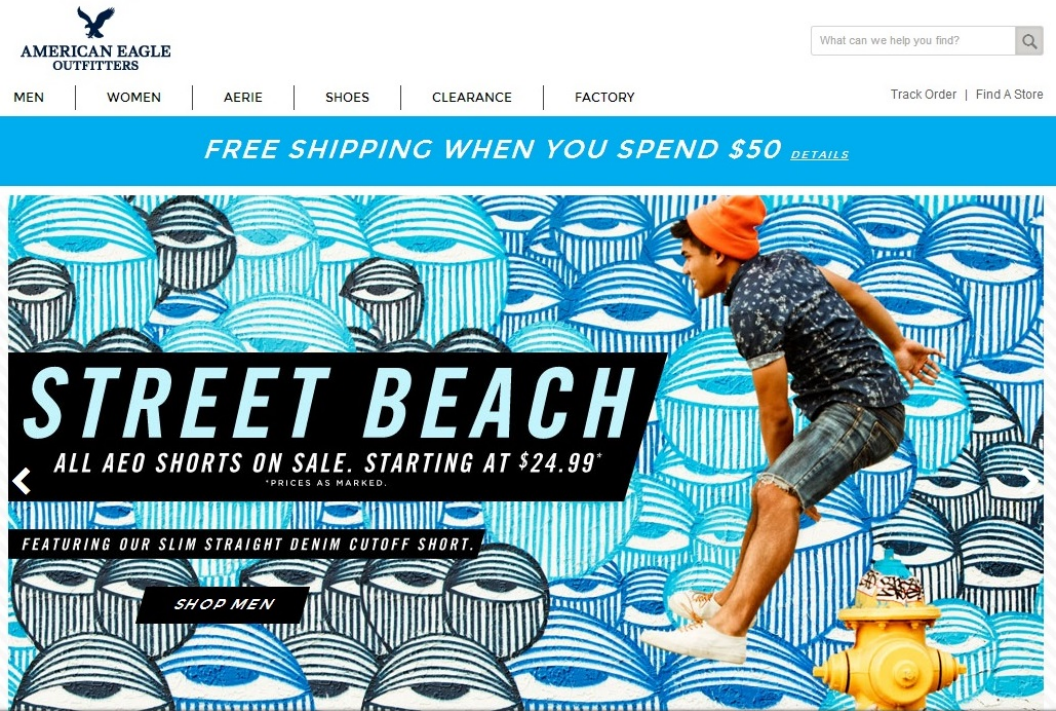 AMERICAN EAGLE
OUTFITTERS
What can we help you find?
MEN WOMEN AERIE SHOES CLEARANCE FACTORY Track Order | Find A Store
FREE SHIPPING WHEN YOU SPEND $50 DETAILS
STREET BEACH
ALL AEO SHORTS ON SALE. STARTING AT $24.99*
*PRICES AS MARKED.
FEATURING OUR SLIM STRAIGHT DENIM CUTOFF SHORT.
SHOP MEN